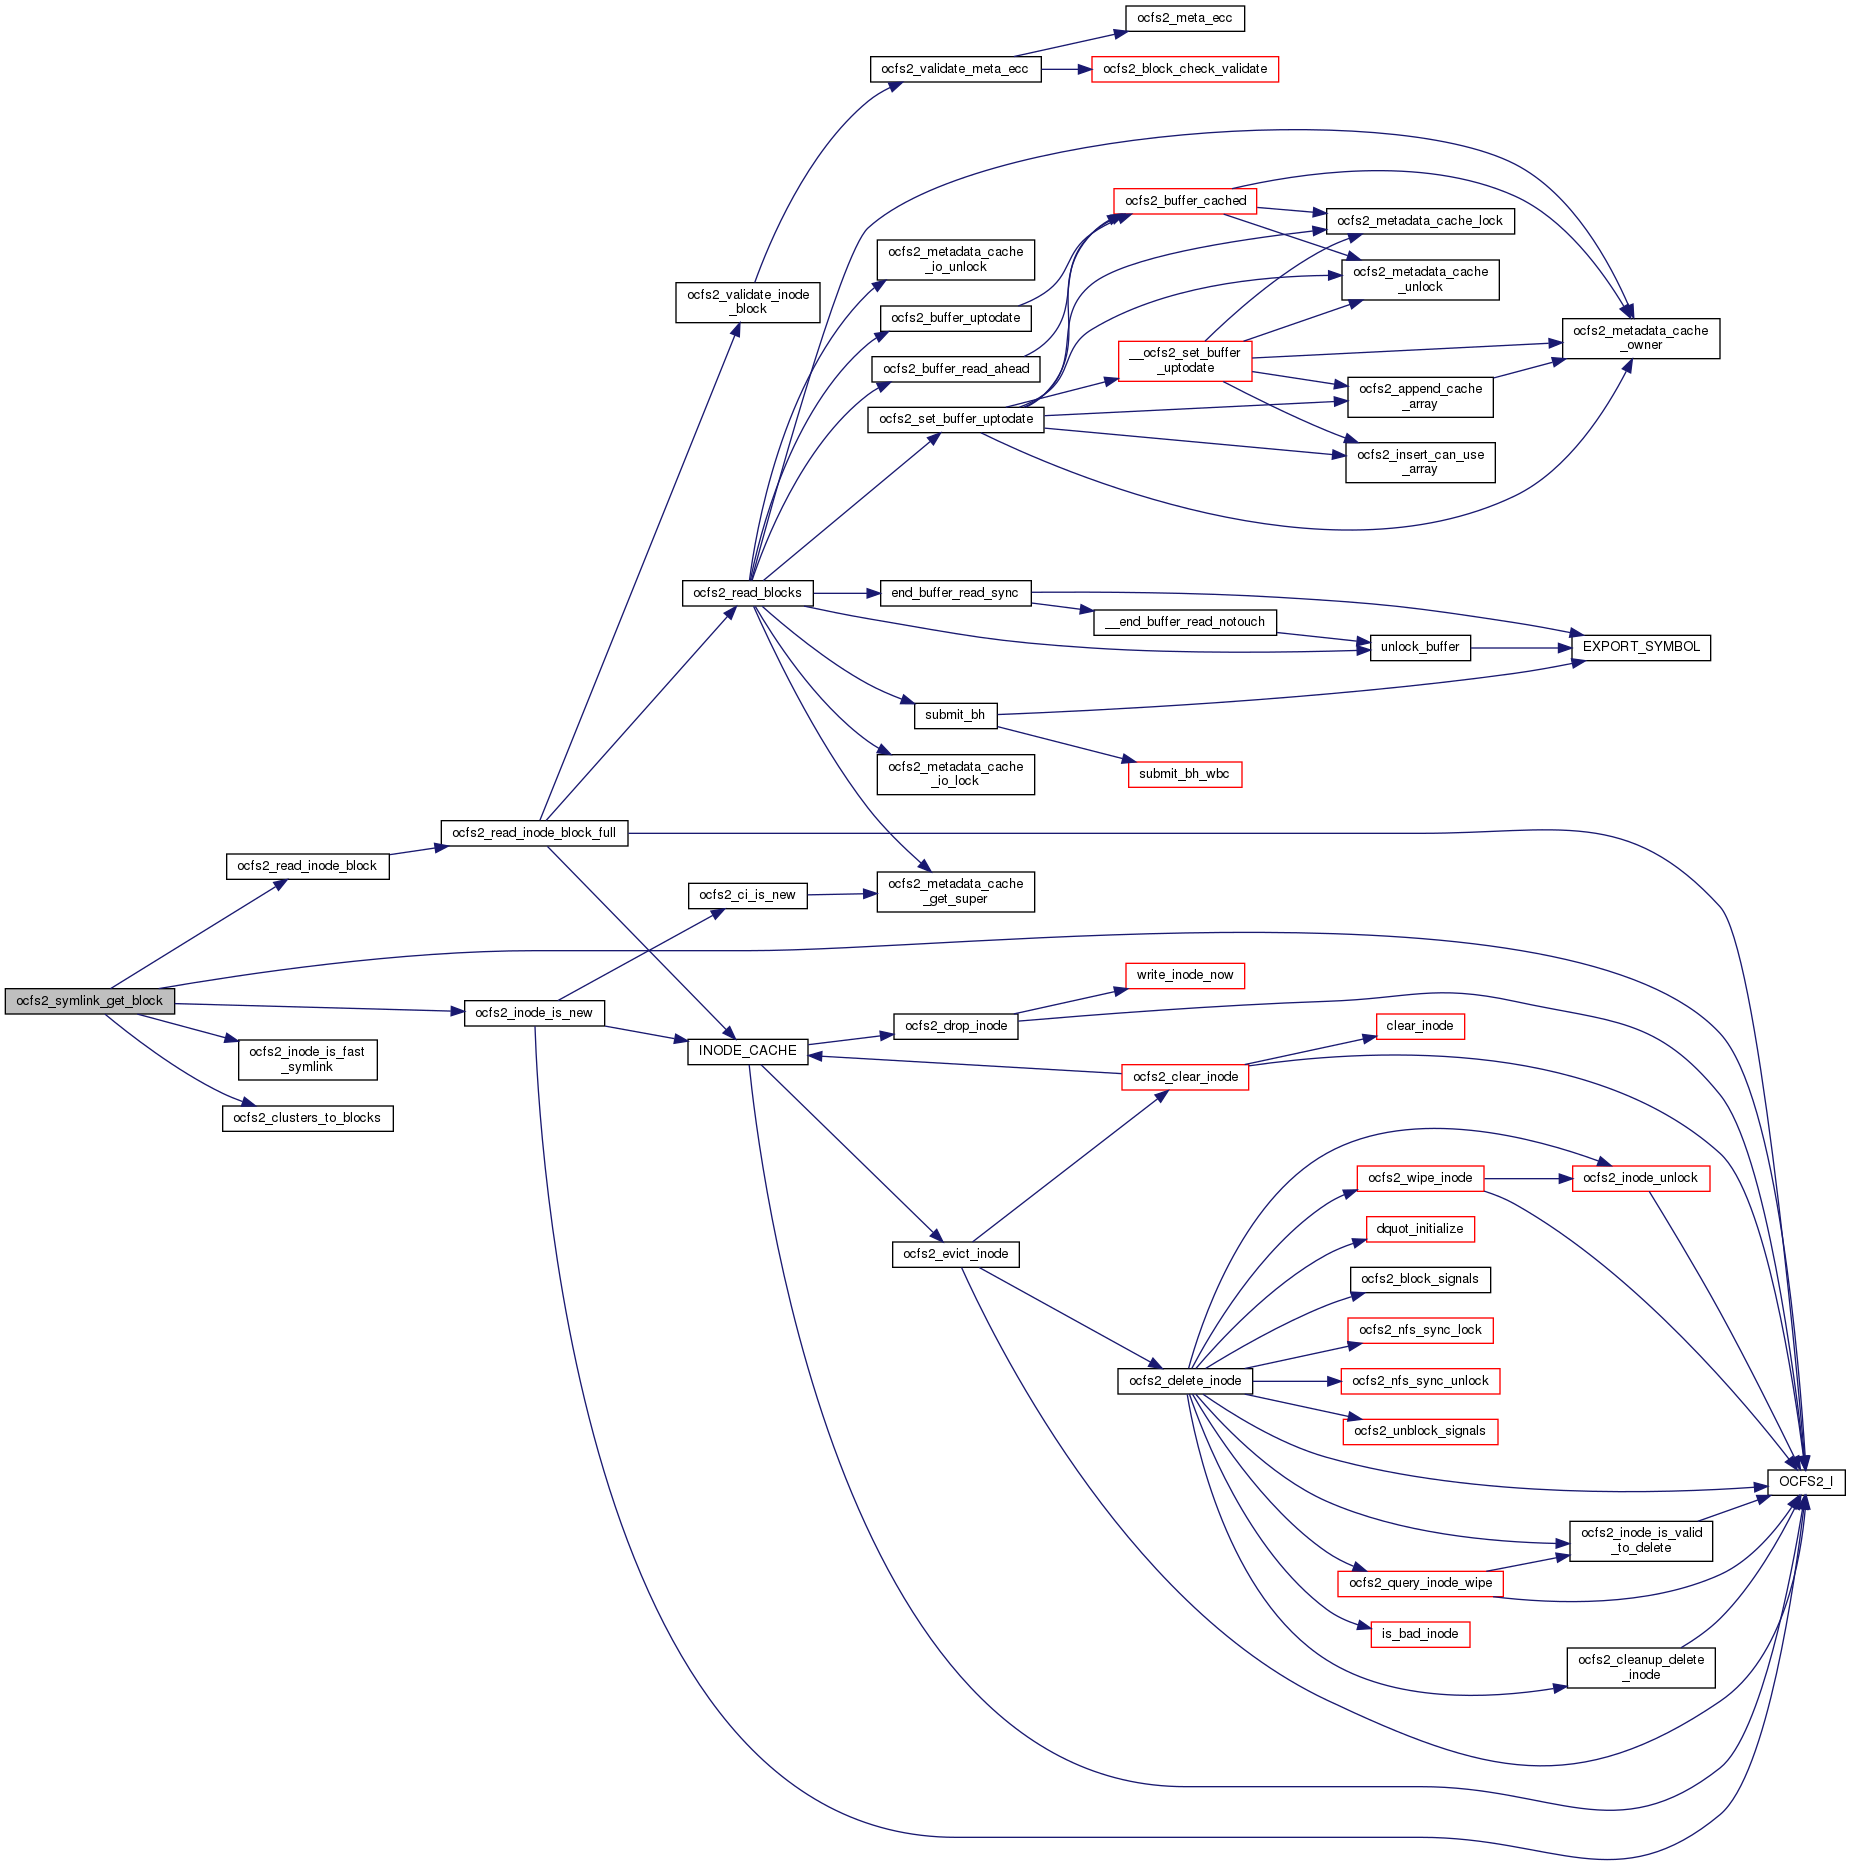 ocfs2_meta_ecc
ocfs2_validate_meta_ecc
ocfs2_block_check_validate
ocfs2_buffer_cached
ocfs2_metadata_cache_lock
ocfs2_metadata_cache
_io_unlock
ocfs2_metadata_cache
_unlock
ocfs2_validate_inode
_block
ocfs2_buffer_uptodate
ocfs2_metadata_cache
_owner
__ocfs2_set_buffer
_uptodate
ocfs2_buffer_read_ahead
ocfs2_append_cache
_array
ocfs2_set_buffer_uptodate
ocfs2_insert_can_use
_array
ocfs2_read_blocks
end_buffer_read_sync
__end_buffer_read_notouch
unlock_buffer
EXPORT_SYMBOL
submit_bh
submit_bh_wbc
ocfs2_metadata_cache
_io_lock
ocfs2_read_inode_block_full
ocfs2_read_inode_block
ocfs2_ci_is_new
ocfs2_metadata_cache
_get_super
write_inode_now
ocfs2_symlink_get_block
ocfs2_inode_is_new
ocfs2_drop_inode
clear_inode
ocfs2_inode_is_fast
_symlink
INODE_CACHE
ocfs2_clear_inode
ocfs2_clusters_to_blocks
ocfs2_wipe_inode
ocfs2_inode_unlock
dquot_initialize
ocfs2_evict_inode
ocfs2_block_signals
ocfs2_nfs_sync_lock
ocfs2_delete_inode
ocfs2_nfs_sync_unlock
ocfs2_unblock_signals
OCFS2_I
ocfs2_inode_is_valid
_to_delete
ocfs2_query_inode_wipe
is_bad_inode
ocfs2_cleanup_delete
_inode